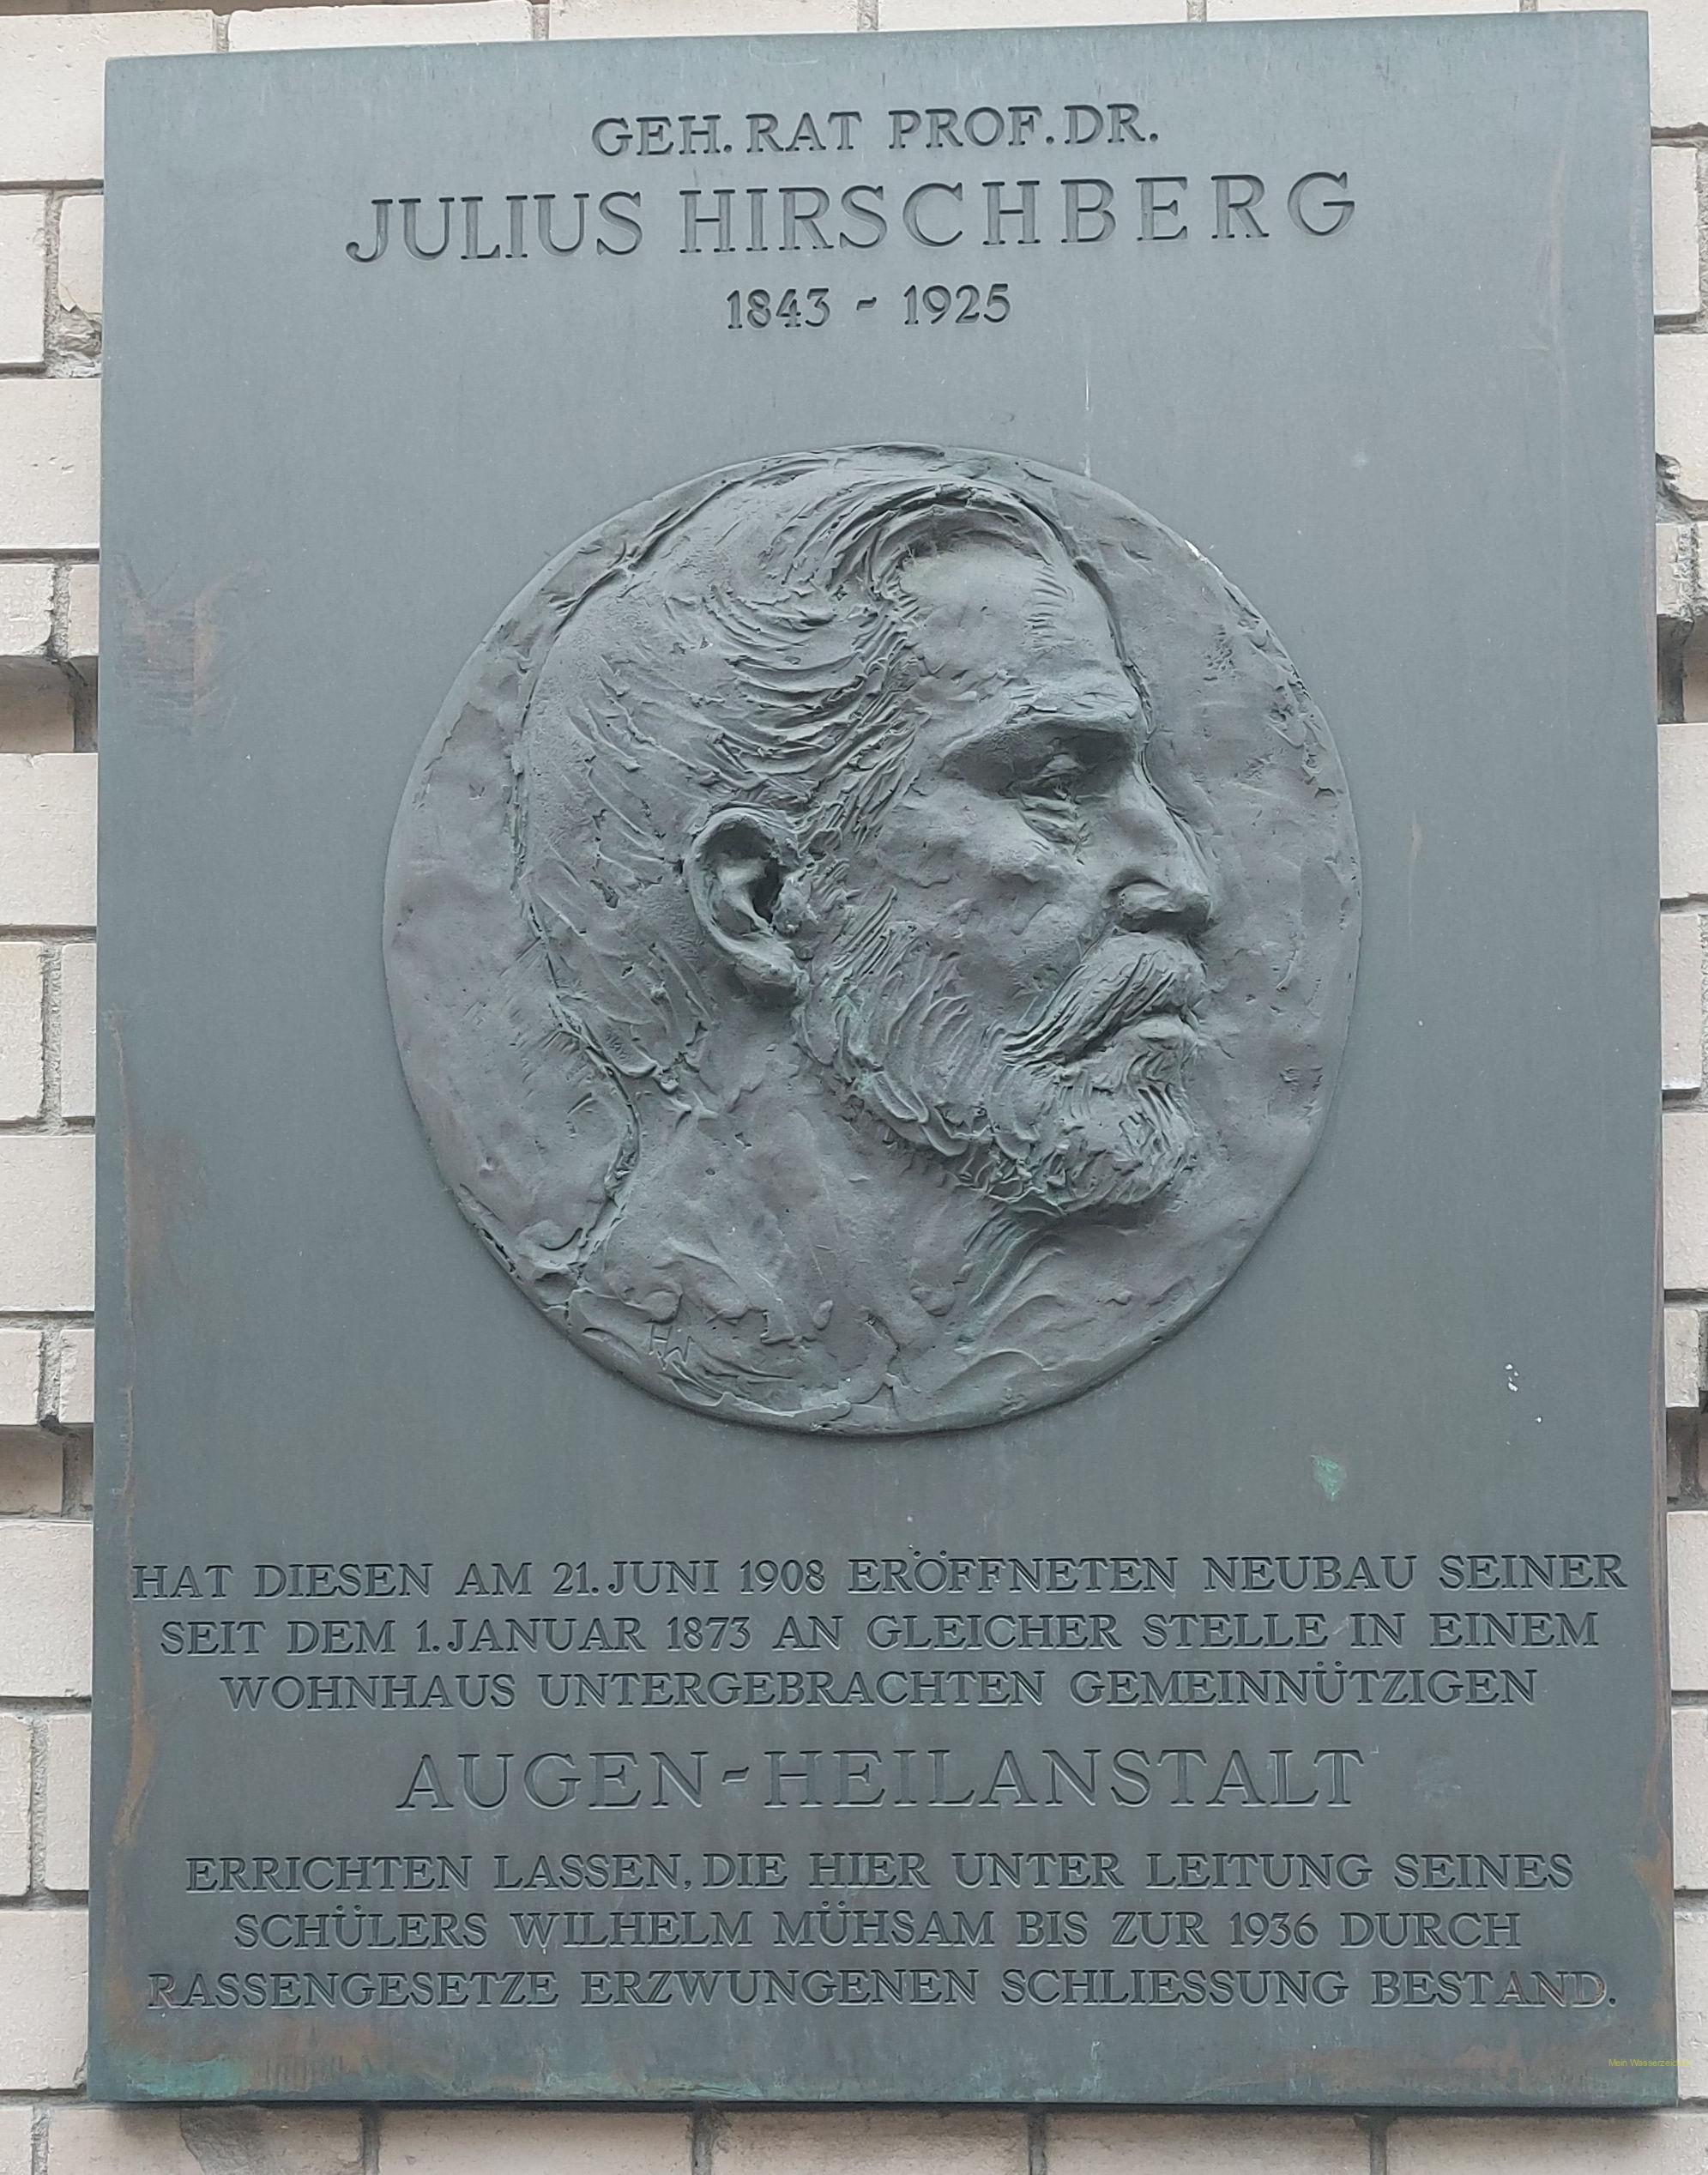 GEH. RAT PROF. DR.
JULIUS HIRSCHBERG
1843 - 1925
HW
HAT DIESEN AM 21. JUNI 1908 ERÖFFNETEN NEUBAU SEINER
SEIT DEM 1. JANUAR 1873 AN GLEICHER STELLE IN EINEM
WOHNHAUS UNTERGEBRACHTEN GEMEINNÜTZIGEN
AUGEN-HEILANSTALT
ERRICHTEN LASSEN, DIE HIER UNTER LEITUNG SEINES
SCHÜLERS WILHELM MÜHSAM BIS ZUR 1936 DURCH
RASSENGESETZE ERZWUNGENEN SCHLIESSUNG BESTAND.
Mein